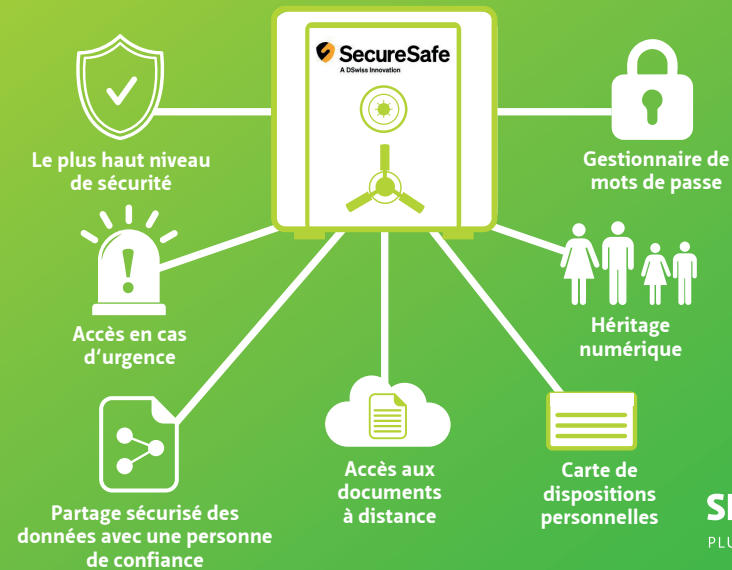 SecureSafe
A DSwiss Innovation
Le plus haut niveau
de sécurité
Gestionnaire de
mots de passe
Accès en cas
d'urgence
Héritage
numérique
Partage sécurisé des
données avec une personne
de confiance
Accès aux
documents
à distance
Carte de
dispositions
personnelles